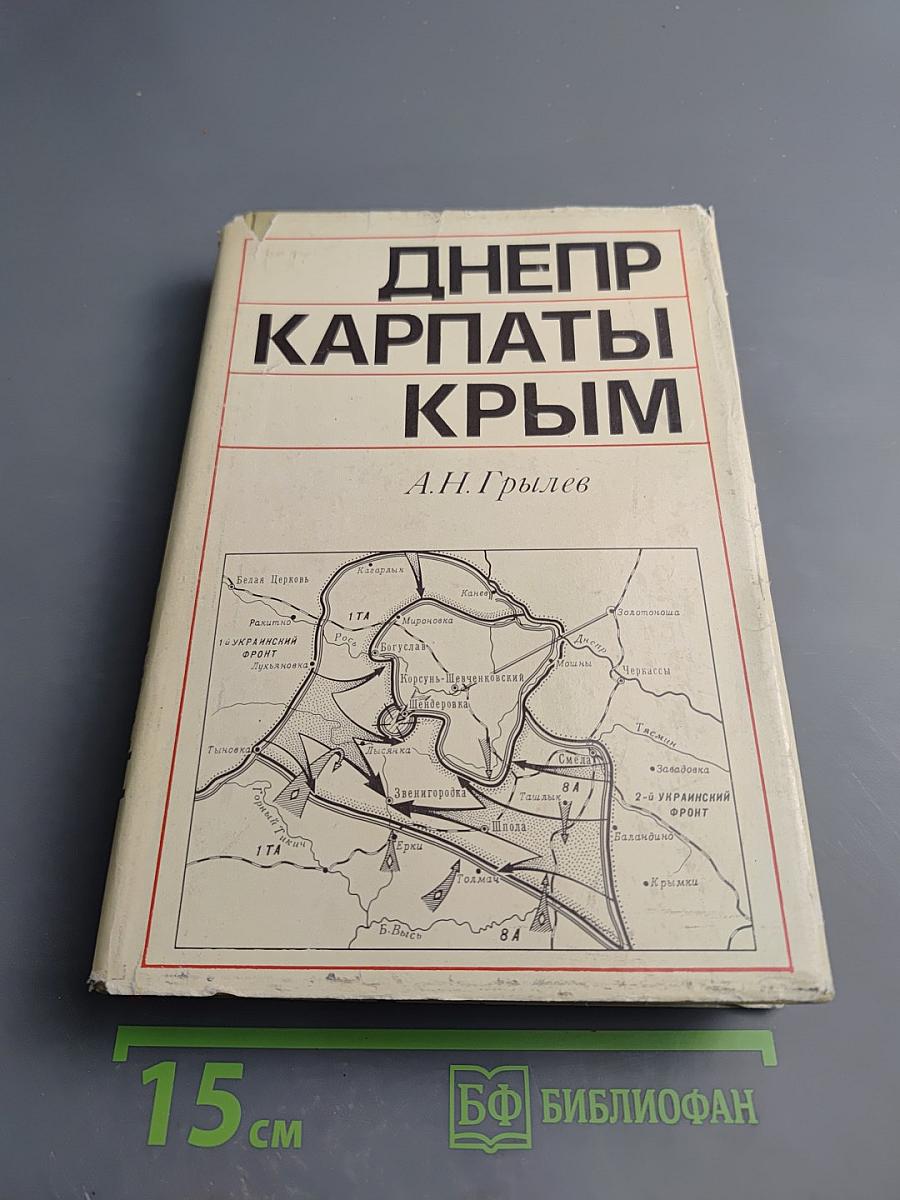 ДНЕПР
КАРПАТЫ
КРЫМ
А.Н.Грылев
Кагарлык
Белая Церковь
Канев
Золотоноша
Ракитно
1 ТА
Мироновка
1й УКРАИНСКИЙ
ФРОНТ
Рось
Богуслав
Днепр
Лукьяновка
Мошны
Черкассы
Корсунь-Шевченковский
Шендеровка
Тясмин
Тыновка
Лысянка
Смела
Завадовка
Звенигородка
Ташлык
8 А
2-й УКРАИНСКИЙ
ФРОНТ
Горный Тикич
Шпола
Баландино
1 ТА
Ерки
Толмач
Крымки
Б.Высь
8 А
15 см
БФ БИБЛИОФАН